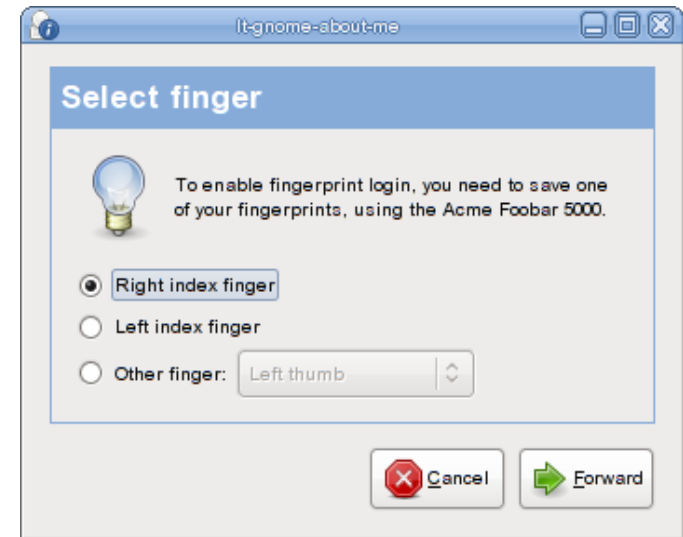 lt-gnome-about-me
Select finger
To enable fingerprint login, you need to save one
of your fingerprints, using the Acme Foobar 5000.
Right index finger
Left index finger
Other finger: Left thumb
Cancel Forward